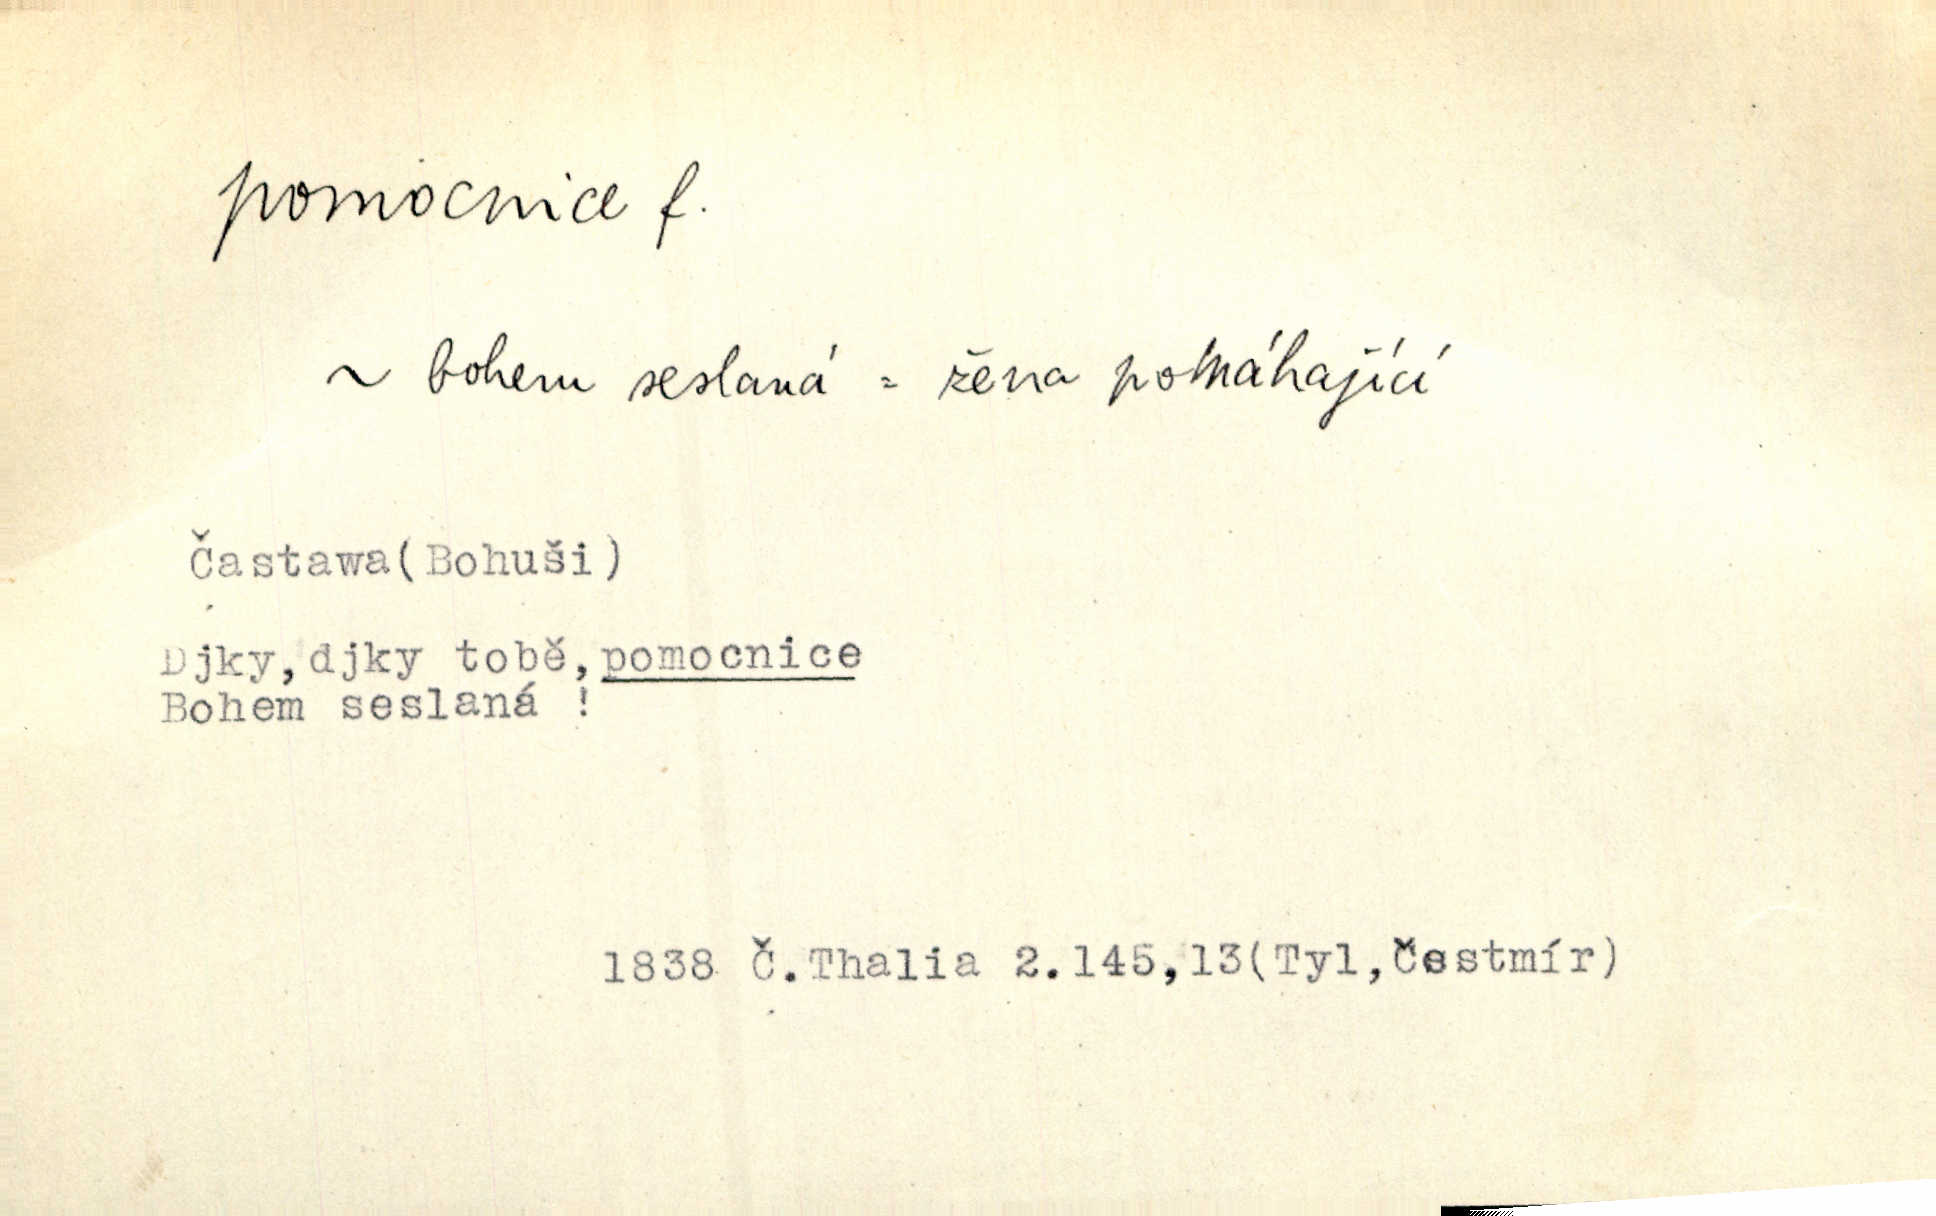 pomocnice f.
~ bohem seslaná = žena pomáhající
Častawa(Bohuši)
Djky,djky tobě,pomocnice
Bohem seslaná !
1838 Č.Thalia 2.145,13(Tyl,Čestmír)